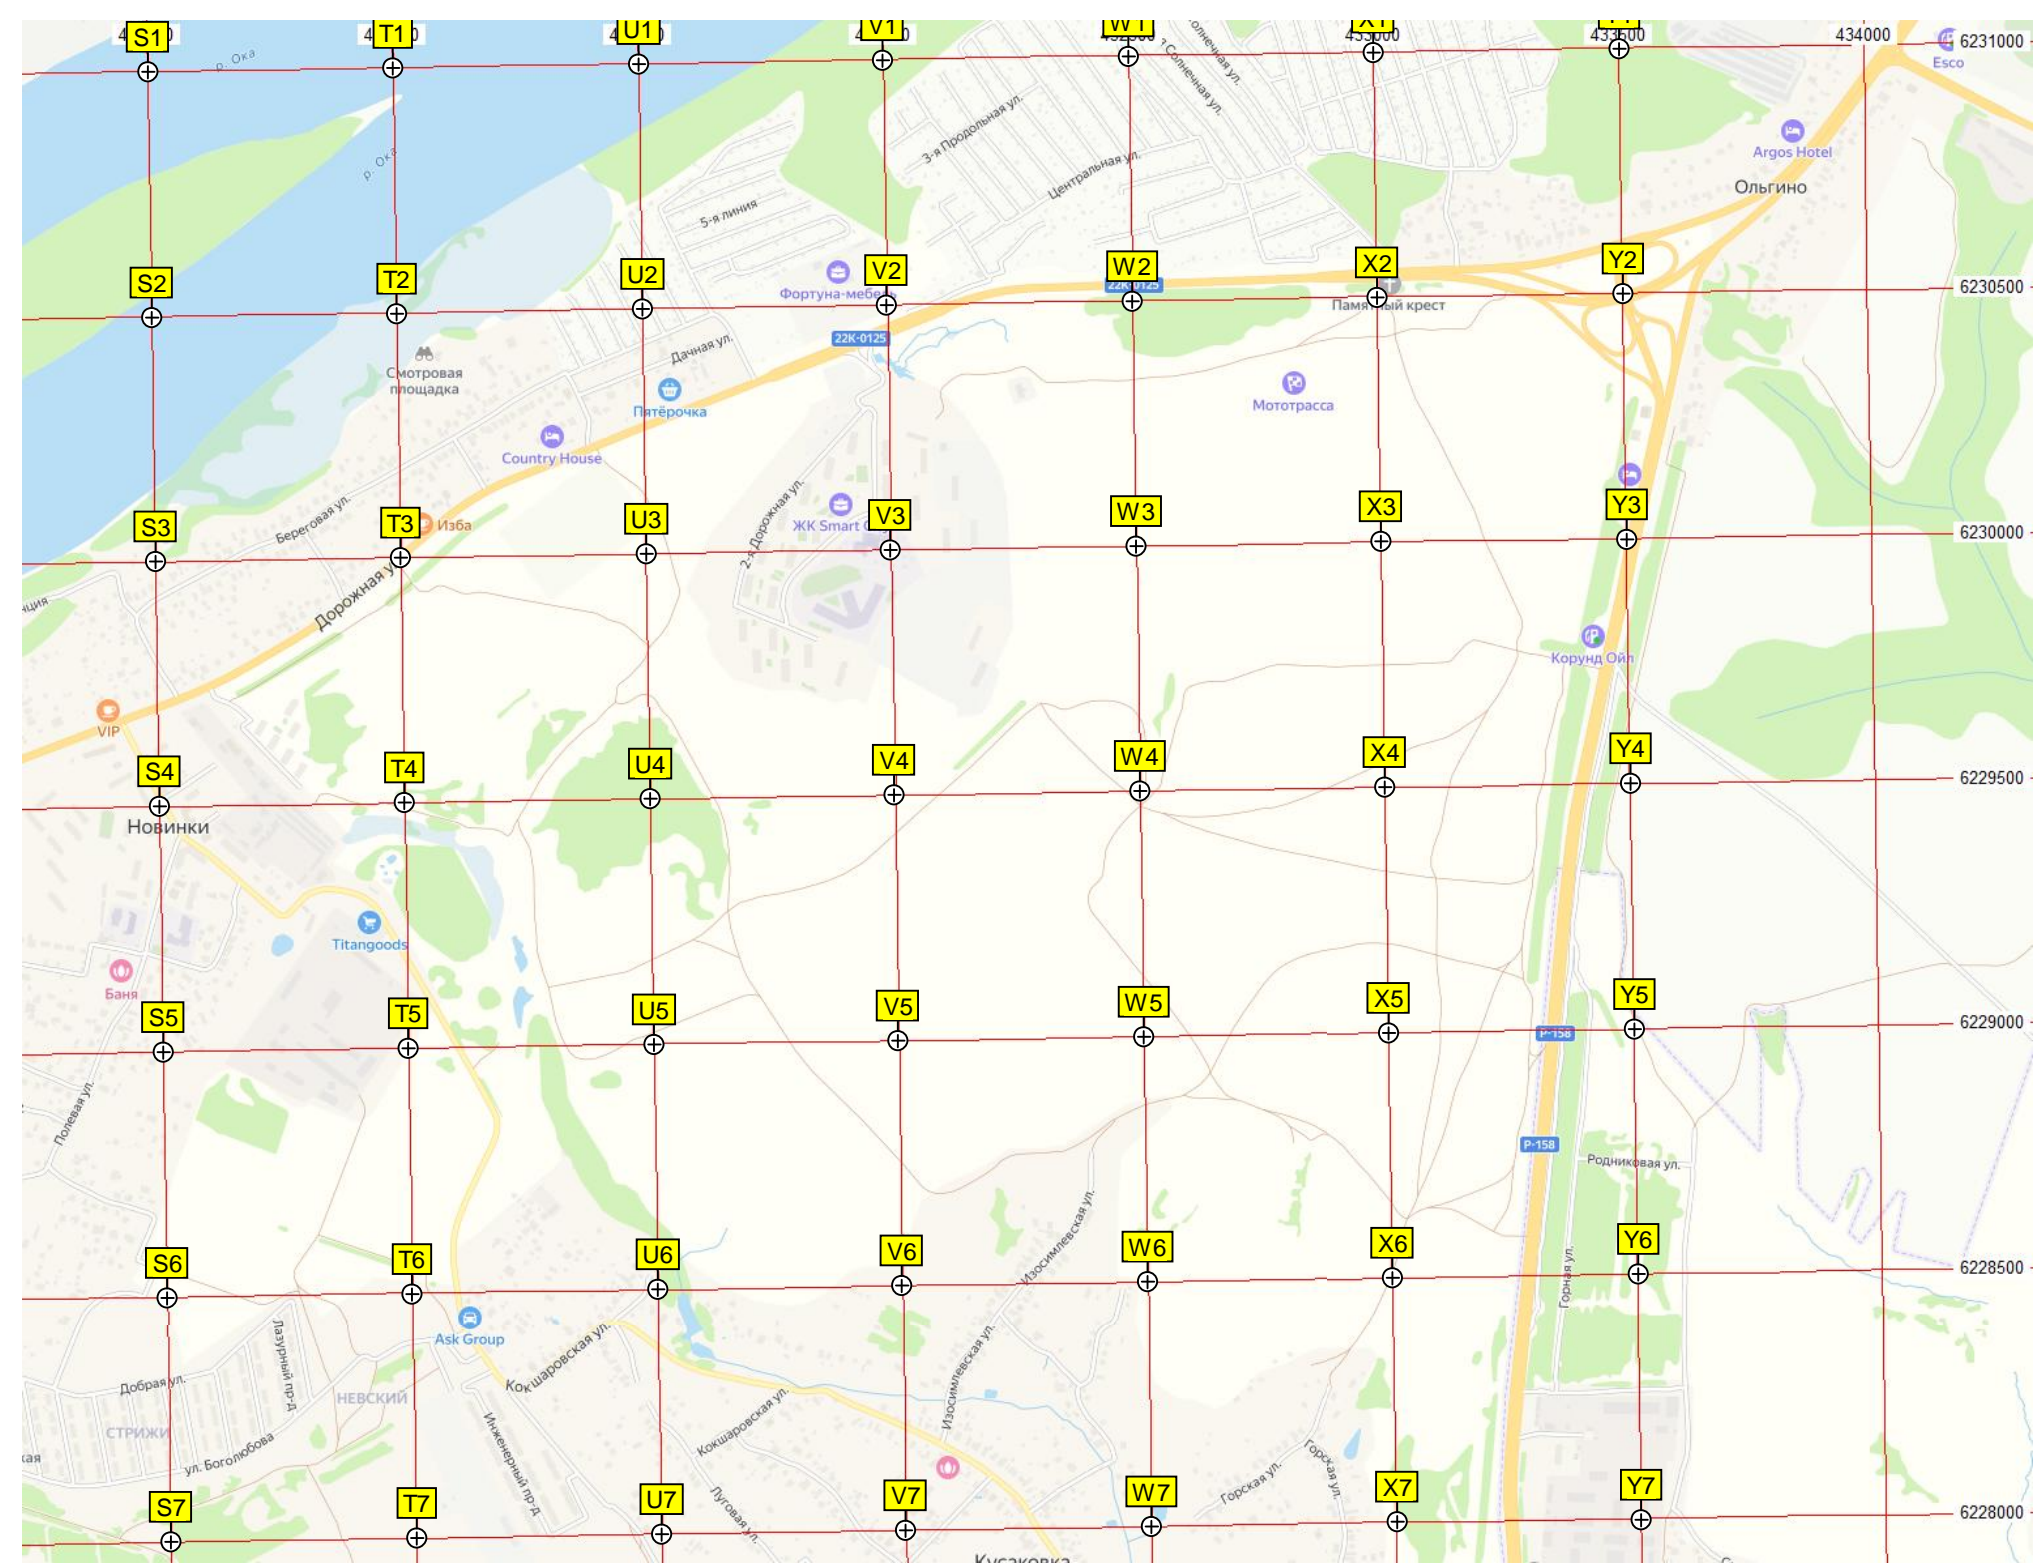 S1
T1
U1
V1
W1
X1
433000
433500
434000
6231000
Esco
р. Ока
р. Ока
Солнечная ул.
3-я Продольная ул.
Центральная ул.
Argos Hotel
Ольгино
5-я линия
S2
T2
U2
V2
W2
X2
Y2
6230500
Фортуна-мебель
22К-0125
22К-0125
Памятный крест
Дачная ул.
Смотровая
площадка
Пятёрочка
Мототрасса
Country House
Береговая ул.
2-я Дорожная ул.
S3
T3
U3
V3
W3
X3
Y3
6230000
Изба
ЖК Smart
Дорожная
Корунд Ойл
VIP
S4
T4
U4
V4
W4
X4
Y4
6229500
Новинки
Titangoods
Баня
S5
T5
U5
V5
W5
X5
Y5
6229000
Р-158
Полевая ул.
Р-158
Родниковая ул.
Изосимлевская ул.
S6
T6
U6
V6
W6
X6
Y6
6228500
Горная ул.
Ask Group
Лазурный пр-д
Кокшаровская ул.
Изосимлевская ул.
Добрая ул.
НЕВСКИЙ
СТРИЖИ
ул. Боголюбова
Инженерный пр-д
Кокшаровская ул.
Луговая ул.
Горская ул.
Горская ул.
S7
T7
U7
V7
W7
X7
Y7
6228000
Кусаковка